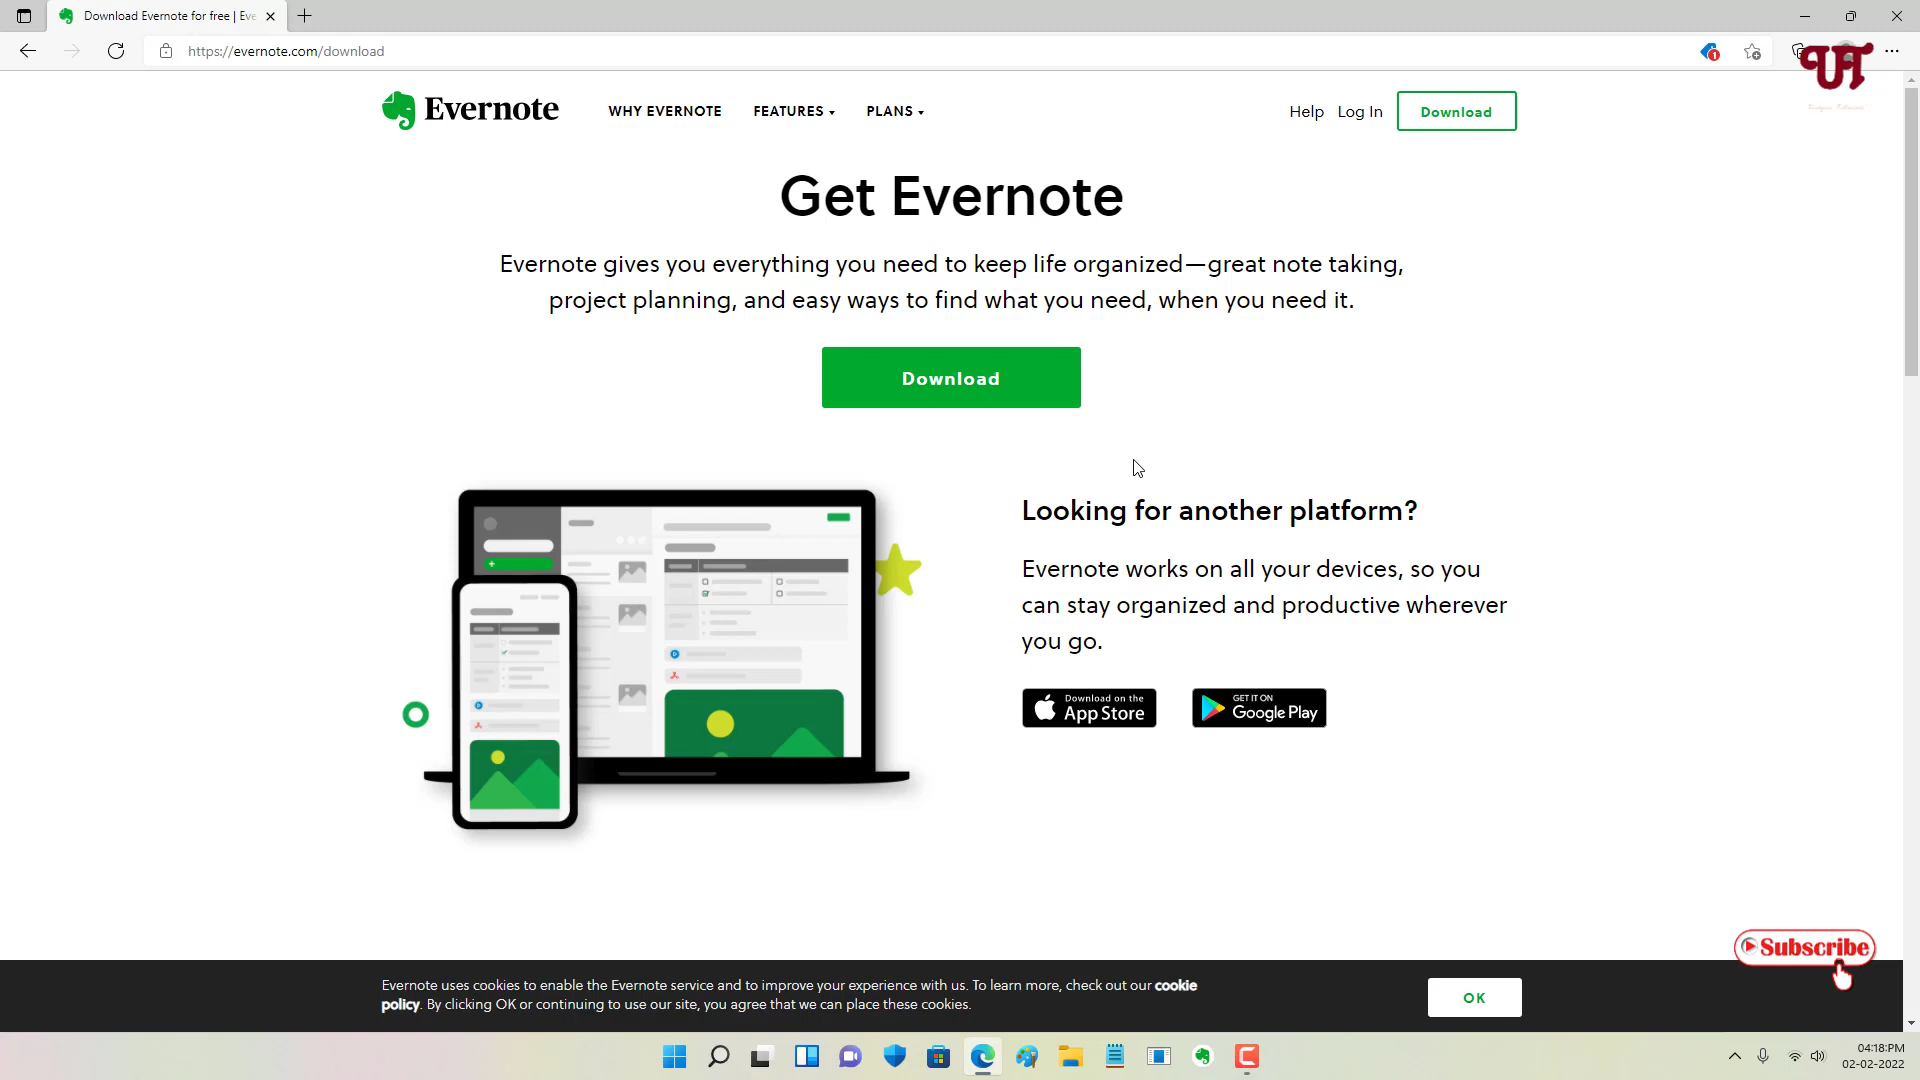 Download Evernote for free | Eve
https://evernote.com/download
1
UT
Evernote
WHY EVERNOTE
FEATURES
PLANS
Help
Log In
Download
Get Evernote
Evernote gives you everything you need to keep life organized—great note taking,
project planning, and easy ways to find what you need, when you need it.
Download
Looking for another platform?
Evernote works on all your devices, so you
can stay organized and productive wherever
you go.
Download on the
App Store
GET IT ON
Google Play
Subscribe
Evernote uses cookies to enable the Evernote service and to improve your experience with us. To learn more, check out our cookie
policy. By clicking OK or continuing to use our site, you agree that we can place these cookies.
OK
04:18:PM
02-02-2022